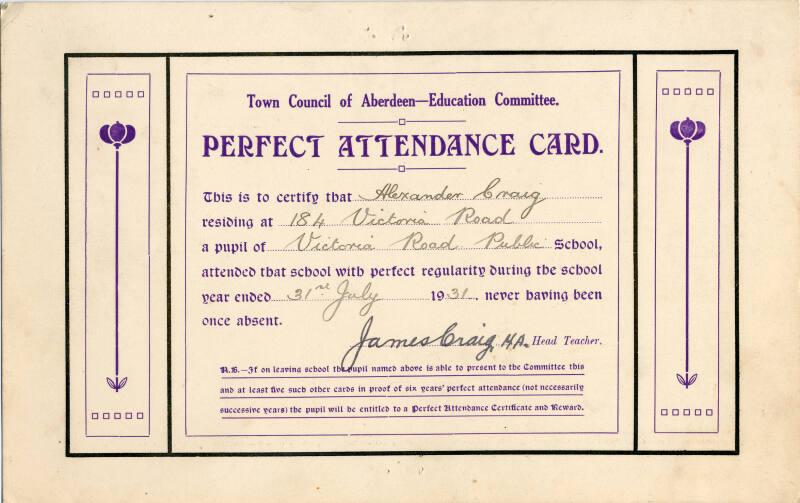 Town Council of Aberdeen—Education Committee.
PERFECT ATTENDANCE CARD.
This is to certify that Alexander Craig
residing at 184 Victoria Road
a pupil of Victoria Road Public School,
attended that school with perfect regularity during the school
year ended 31st July 1931, never having been
once absent.
James Craig, M.A. Head Teacher.
N.B.—If on leaving school the pupil named above is able to present to the Committee this
and at least five such other cards in proof of six years' perfect attendance (not necessarily
successive years) the pupil will be entitled to a Perfect Attendance Certificate and Reward.